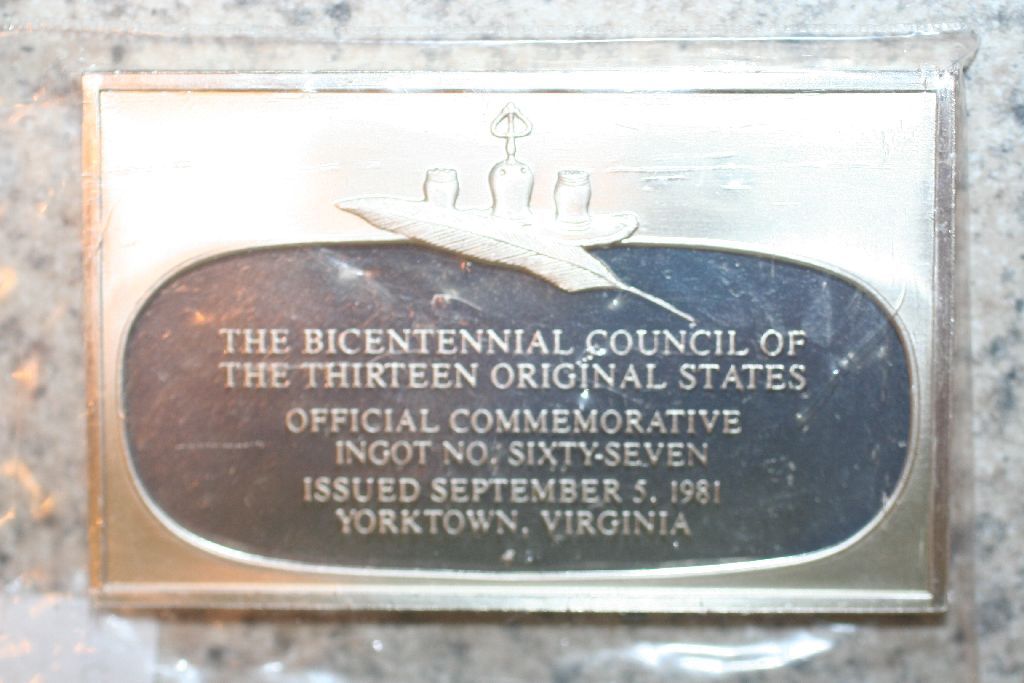 THE BICENTENNIAL COUNCIL OF
THE THIRTEEN ORIGINAL STATES
OFFICIAL COMMEMORATIVE
INGOT NO. SIXTY-SEVEN
ISSUED SEPTEMBER 5, 1981
YORKTOWN, VIRGINIA